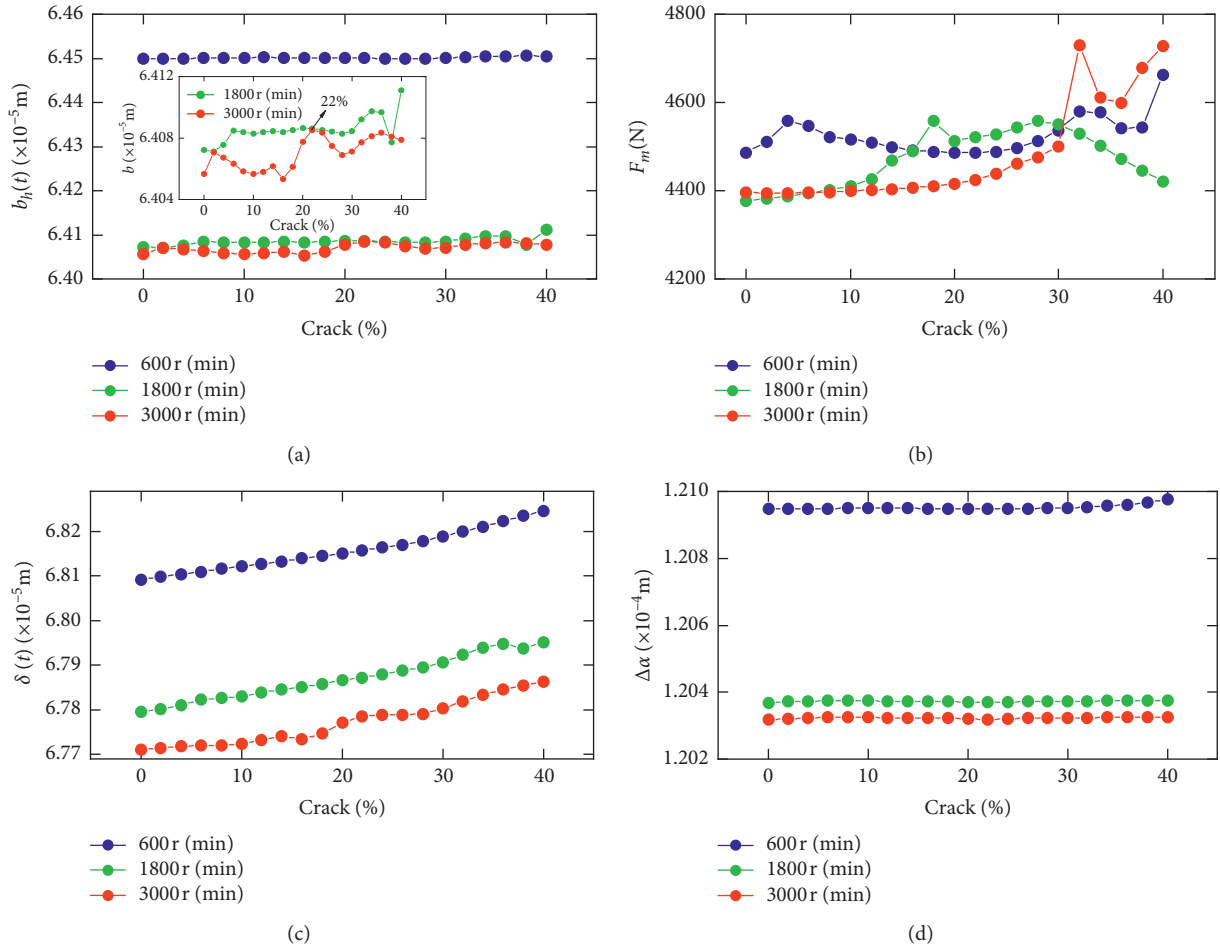 6.46
6.45
6.44
6.43
6.42
6.41
6.40
b_h(t) (×10⁻⁵ m)
6.412
6.408
6.404
b (×10⁻⁵ m)
1800 r (min)
3000 r (min)
22%
0 10 20 30 40
Crack (%)
0 10 20 30 40
Crack (%)
600 r (min)
1800 r (min)
3000 r (min)
(a)
4800
4600
4400
4200
F_m(N)
0 10 20 30 40
Crack (%)
600 r (min)
1800 r (min)
3000 r (min)
(b)
6.82
6.81
6.80
6.79
6.78
6.77
δ (t) (×10⁻⁵m)
0 10 20 30 40
Crack (%)
600 r (min)
1800 r (min)
3000 r (min)
(c)
1.210
1.208
1.206
1.204
1.202
Δα (×10⁻⁴ m)
0 10 20 30 40
Crack (%)
600 r (min)
1800 r (min)
3000 r (min)
(d)